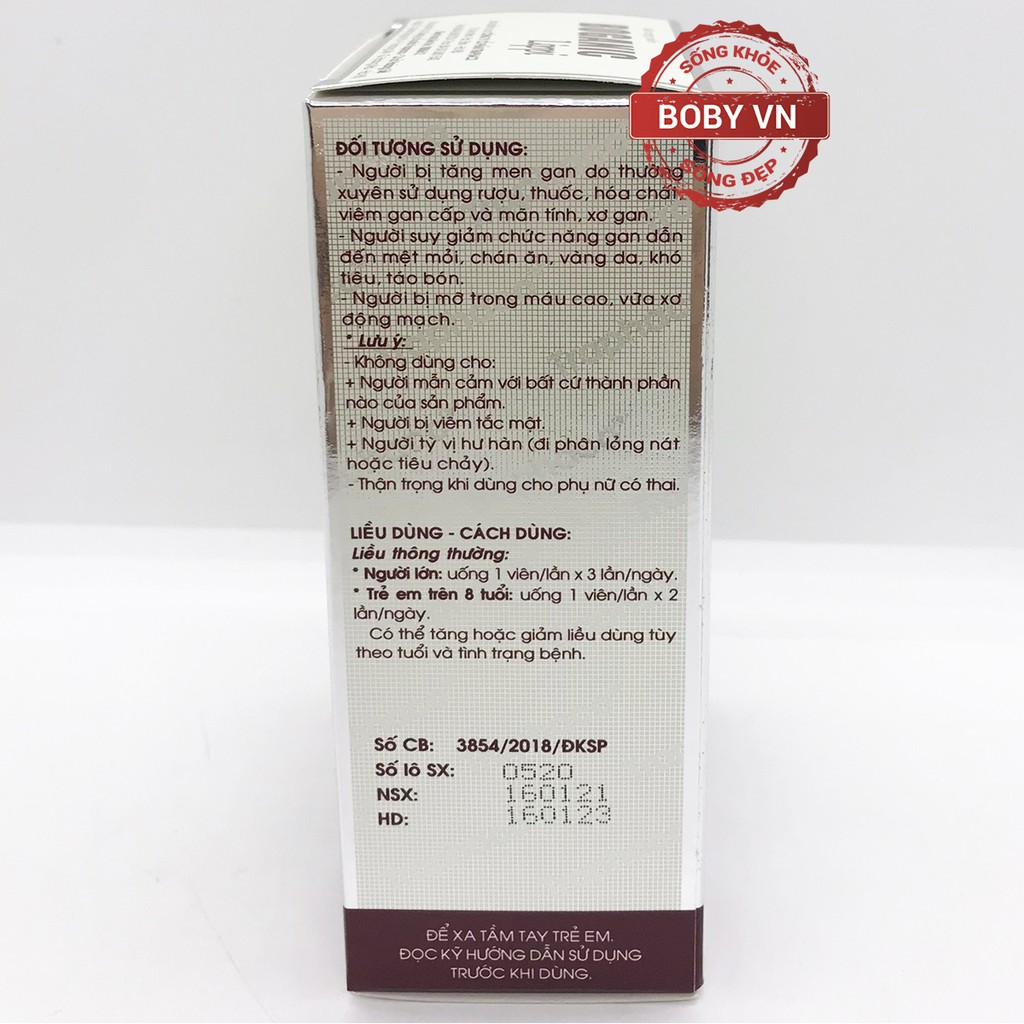 SỐNG KHỎE
BOBY VN
SỐNG ĐẸP
ĐỐI TƯỢNG SỬ DỤNG:
- Người bị tăng men gan do thường
xuyên sử dụng rượu, thuốc, hóa chất
viêm gan cấp và mãn tính, xơ gan.
- Người suy giảm chức năng gan dẫn
đến mệt mỏi, chán ăn, vàng da, khó
tiêu, táo bón.
- Người bị mỡ trong máu cao, vữa xơ
động mạch.
* Lưu ý:
- Không dùng cho:
+ Người mẫn cảm với bất cứ thành phần
nào của sản phẩm.
+ Người bị viêm tắc mật.
+ Người tỳ vị hư hàn (đi phân lỏng nát
hoặc tiêu chảy).
- Thận trọng khi dùng cho phụ nữ có thai.
LIỀU DÙNG - CÁCH DÙNG:
Liều thông thường:
* Người lớn: uống 1 viên/lần x 3 lần/ngày.
* Trẻ em trên 8 tuổi: uống 1 viên/lần x 2
lần/ngày.
Có thể tăng hoặc giảm liều dùng tùy
theo tuổi và tình trạng bệnh.
Số CB: 3854/2018/ĐKSP
Số lô SX: 0520
NSX: 160121
HD: 160123
ĐỂ XA TẦM TAY TRẺ EM.
ĐỌC KỸ HƯỚNG DẪN SỬ DỤNG
TRƯỚC KHI DÙNG.